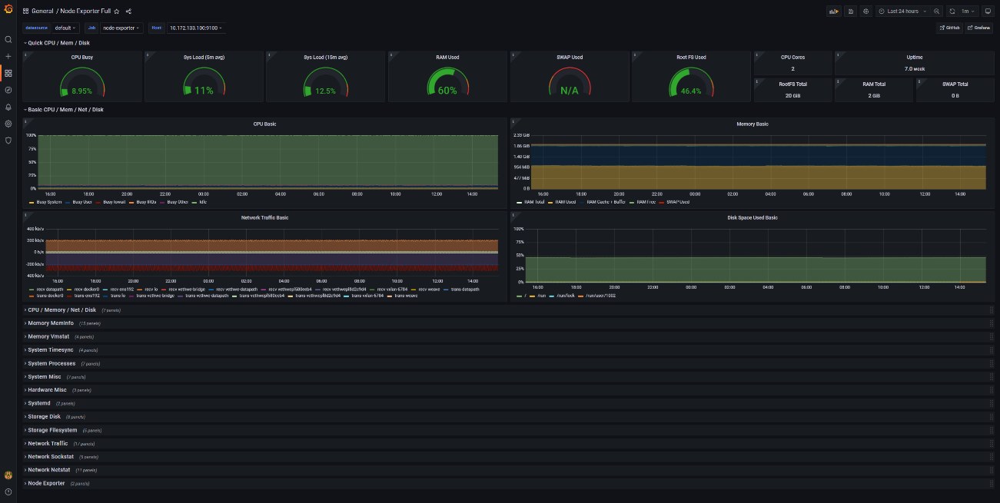 General / Node Exporter Full
Last 24 hours
1m
datasource default Job node-exporter Host: 10.172.133.100:9100
GitHub Grafana
Quick CPU / Mem / Disk
CPU Busy
8.95%
Sys Load (5m avg)
11%
Sys Load (15m avg)
12.5%
RAM Used
60%
SWAP Used
N/A
Root FS Used
46.4%
CPU Cores
2
Uptime
7.0 week
RootFS Total
20 GiB
RAM Total
2 GiB
SWAP Total
0 B
Basic CPU / Mem / Net / Disk
CPU Basic
100%
75%
50%
25%
0%
16:00 18:00 20:00 22:00 00:00 02:00 04:00 06:00 08:00 10:00 12:00 14:00
Busy System Busy User Busy Iowait Busy IRQs Busy Other Idle
Memory Basic
2.33 GiB
1.86 GiB
1.40 GiB
954 MiB
477 MiB
0 B
16:00 18:00 20:00 22:00 00:00 02:00 04:00 06:00 08:00 10:00 12:00 14:00
RAM Total RAM Used RAM Cache + Buffer RAM Free SWAP Used
Network Traffic Basic
400 kb/s
200 kb/s
0 b/s
-200 kb/s
400 kb/s
16:00 18:00 20:00 22:00 00:00 02:00 04:00 06:00 08:00 10:00 12:00 14:00
recv datapath recv docker0 recv ens192 recv lo recv vethwe-bridge recv vethwe-datapath recv vethwepl580eeb4 recv vethwepl8d2c9d4 recv vxlan-6784 recv weave trans datapath
trans docker0 trans ens192 trans lo trans vethwe bridge trans vethwe datapath trans vethwepl580eeb4 trans vethwepl8d2c9d4 trans vxlan-6784 trans weave
Disk Space Used Basic
100%
75%
50%
25%
0%
16:00 18:00 20:00 22:00 00:00 02:00 04:00 06:00 08:00 10:00 12:00 14:00
/ /run /run/lock /run/user/1002
CPU / Memory / Net / Disk (7 panels)
Memory Meminfo (15 panels)
Memory Vmstat (4 panels)
System Timesync (4 panels)
System Processes (7 panels)
System Misc (7 panels)
Hardware Misc (3 panels)
Systemd (2 panels)
Storage Disk (8 panels)
Storage Filesystem (5 panels)
Network Traffic (17 panels)
Network Sockstat (5 panels)
Network Netstat (11 panels)
Node Exporter (2 panels)